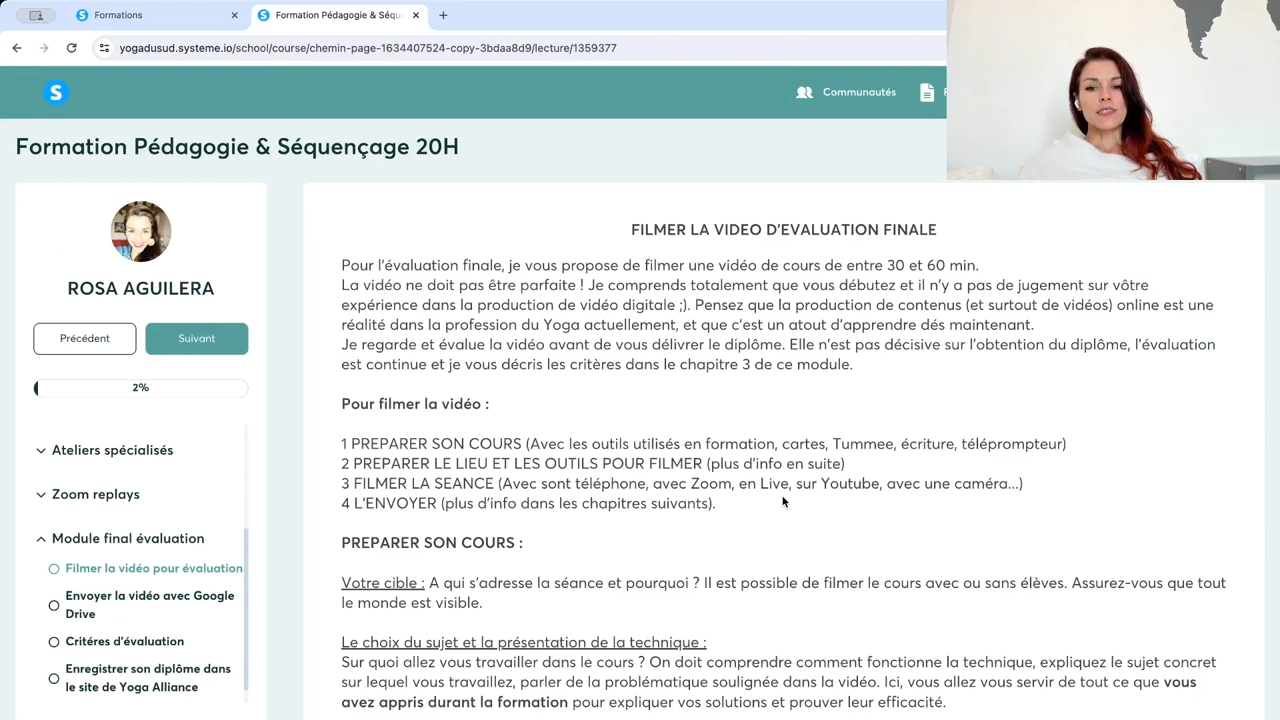 Formations
Formation Pédagogie & Séqu
yogadusud.systeme.io/school/course/chemin-page-1634407524-copy-3bdaa8d9/lecture/1359377
S
Communautés
Formation Pédagogie & Séquençage 20H
ROSA AGUILERA
Précédent
Suivant
2%
Ateliers spécialisés
Zoom replays
Module final évaluation
Filmer la vidéo pour évaluation
Envoyer la vidéo avec Google
Drive
Critéres d'évaluation
Enregistrer son diplôme dans
le site de Yoga Alliance
FILMER LA VIDEO D'EVALUATION FINALE
Pour l'évaluation finale, je vous propose de filmer une vidéo de cours de entre 30 et 60 min.
La vidéo ne doit pas être parfaite ! Je comprends totalement que vous débutez et il n'y a pas de jugement sur vôtre
expérience dans la production de vidéo digitale ;). Pensez que la production de contenus (et surtout de vidéos) online est une
réalité dans la profession du Yoga actuellement, et que c'est un atout d'apprendre dés maintenant.
Je regarde et évalue la vidéo avant de vous délivrer le diplôme. Elle n'est pas décisive sur l'obtention du diplôme, l'évaluation
est continue et je vous décris les critères dans le chapitre 3 de ce module.
Pour filmer la vidéo :
1 PREPARER SON COURS (Avec les outils utilisés en formation, cartes, Tummee, écriture, téléprompteur)
2 PREPARER LE LIEU ET LES OUTILS POUR FILMER (plus d'info en suite)
3 FILMER LA SEANCE (Avec sont téléphone, avec Zoom, en Live, sur Youtube, avec une caméra...)
4 L'ENVOYER (plus d'info dans les chapitres suivants).
PREPARER SON COURS :
Votre cible : A qui s'adresse la séance et pourquoi ? Il est possible de filmer le cours avec ou sans élèves. Assurez-vous que tout
le monde est visible.
Le choix du sujet et la présentation de la technique :
Sur quoi allez vous travailler dans le cours ? On doit comprendre comment fonctionne la technique, expliquez le sujet concret
sur lequel vous travaillez, parler de la problématique soulignée dans la vidéo. Ici, vous allez vous servir de tout ce que vous
avez appris durant la formation pour expliquer vos solutions et prouver leur efficacité.